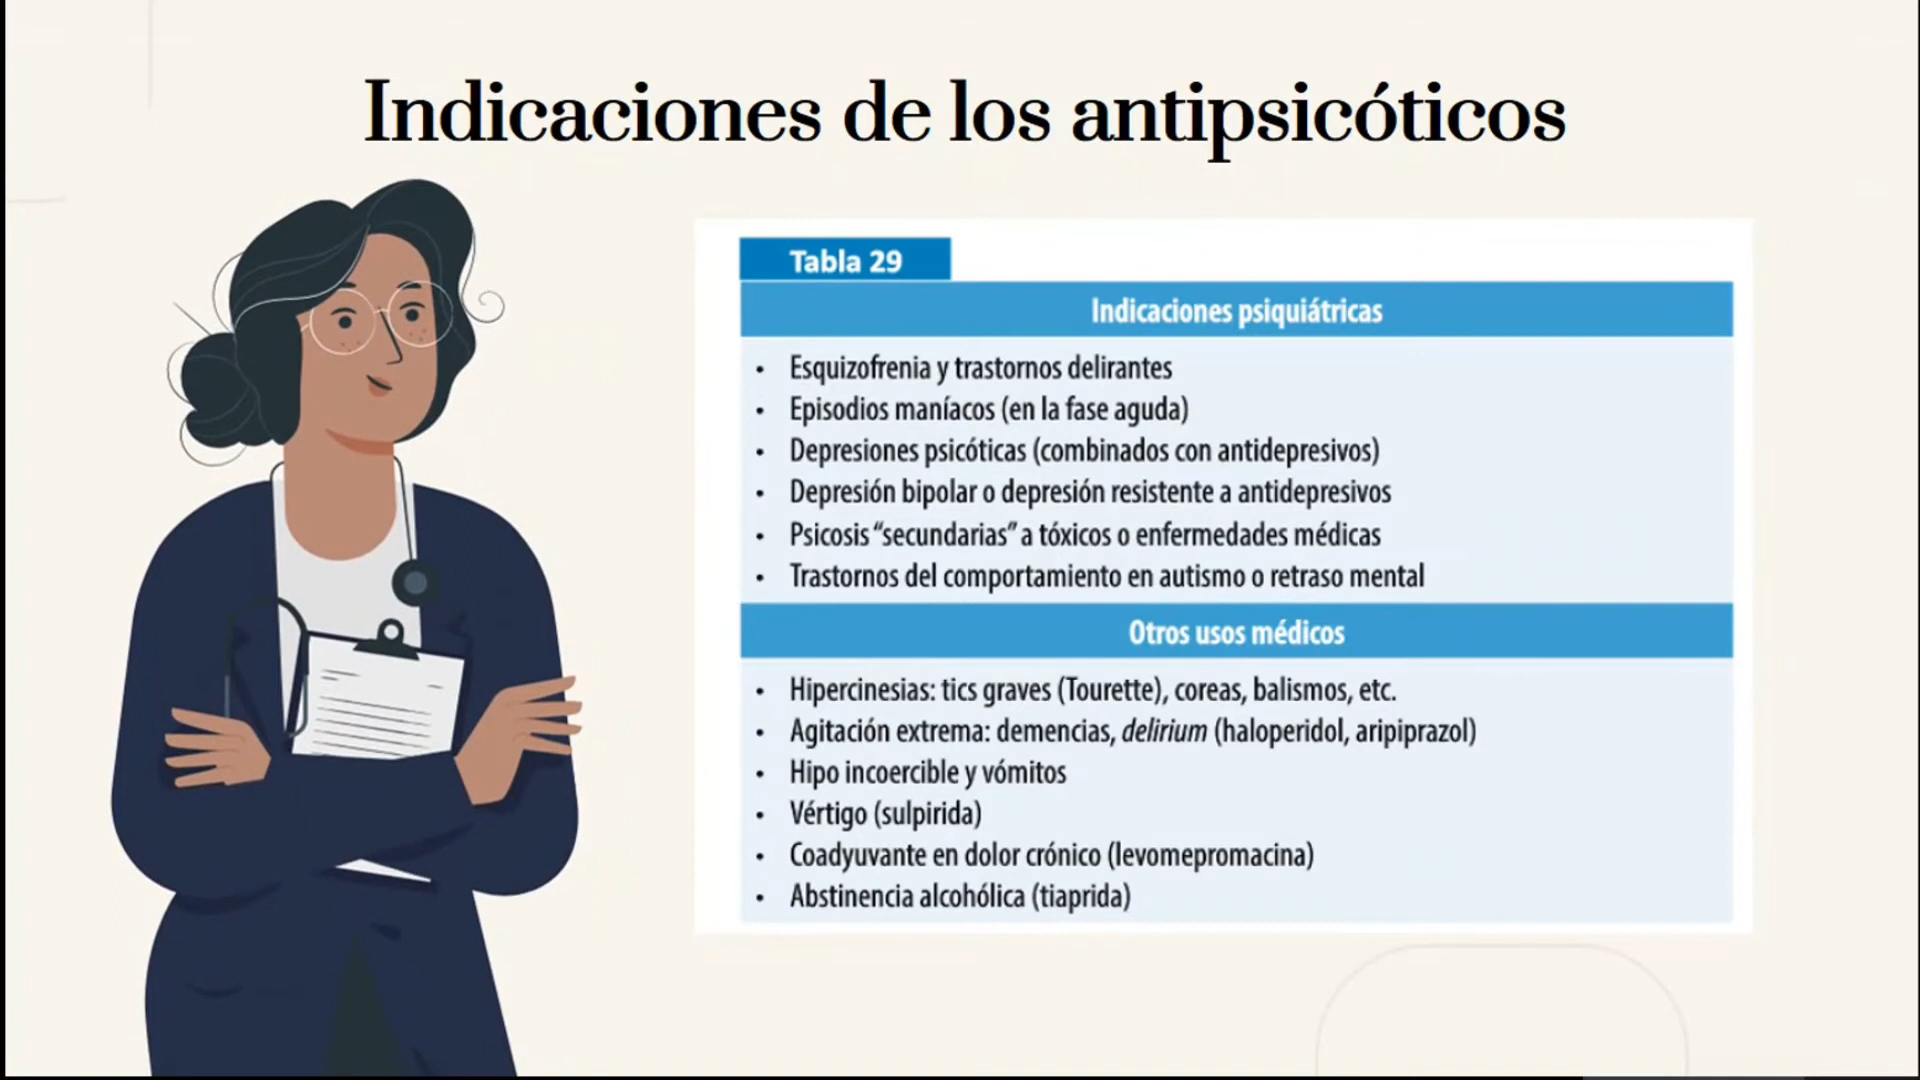 Indicaciones de los antipsicóticos
Tabla 29
Indicaciones psiquiátricas
• Esquizofrenia y trastornos delirantes
• Episodios maníacos (en la fase aguda)
• Depresiones psicóticas (combinados con antidepresivos)
• Depresión bipolar o depresión resistente a antidepresivos
• Psicosis “secundarias” a tóxicos o enfermedades médicas
• Trastornos del comportamiento en autismo o retraso mental
Otros usos médicos
• Hipercinesias: tics graves (Tourette), coreas, balismos, etc.
• Agitación extrema: demencias, delirium (haloperidol, aripiprazol)
• Hipo incoercible y vómitos
• Vértigo (sulpirida)
• Coadyuvante en dolor crónico (levomepromacina)
• Abstinencia alcohólica (tiaprida)